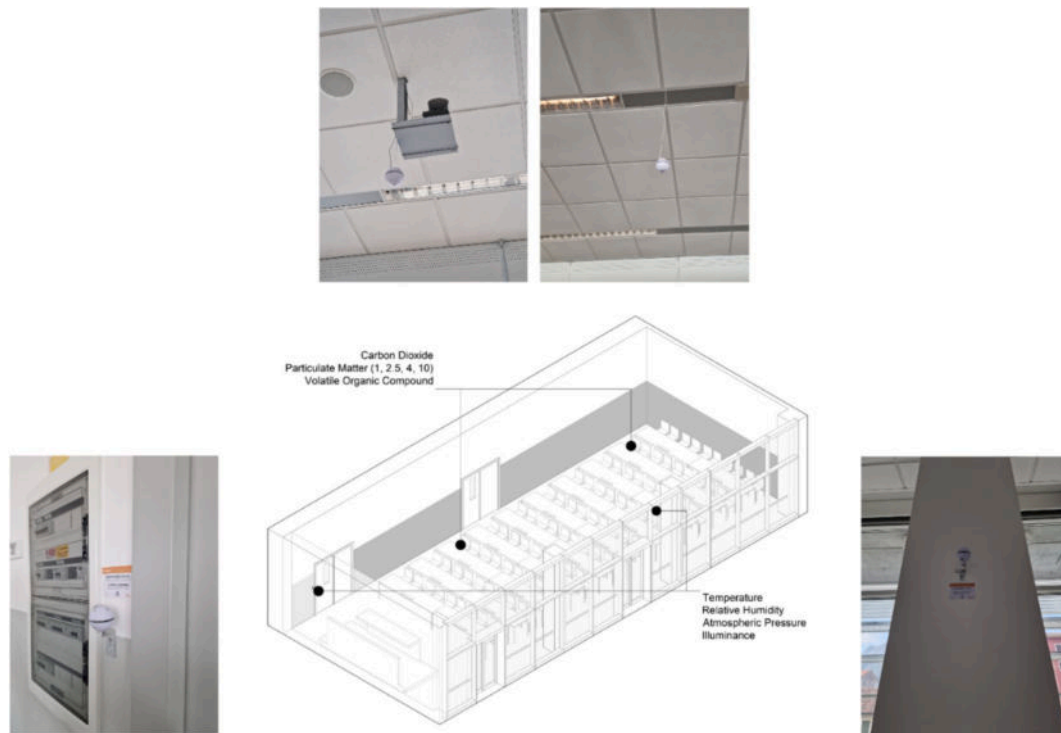 Carbon Dioxide
Particulate Matter (1, 2.5, 4, 10)
Volatile Organic Compound
Temperature
Relative Humidity
Atmospheric Pressure
Illuminance